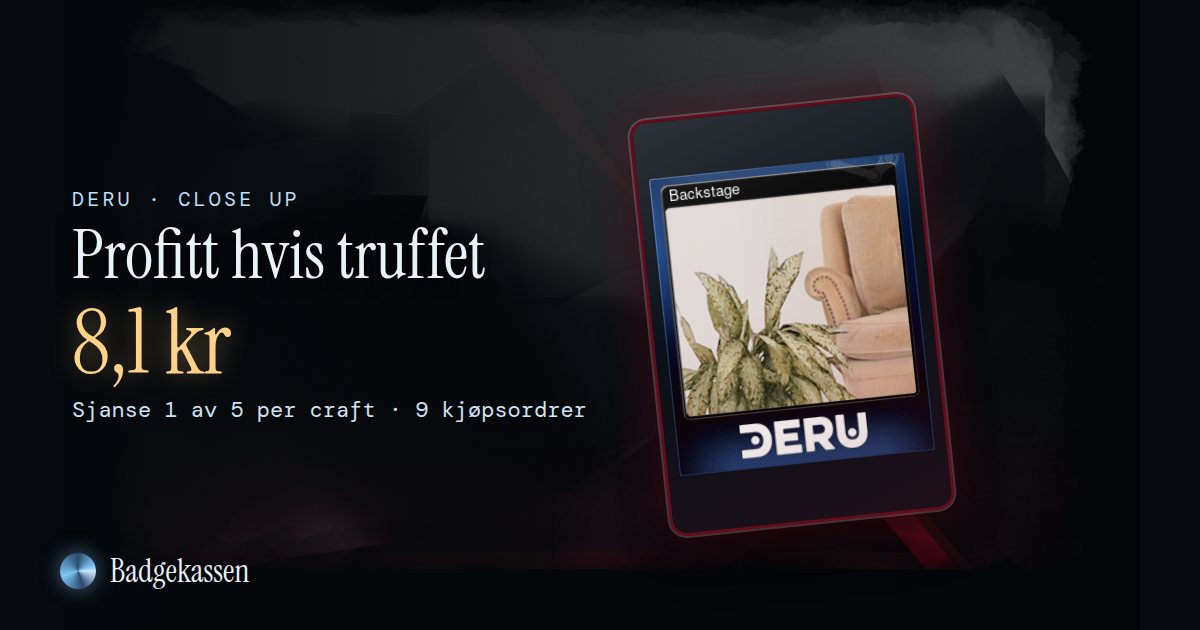 DERU · CLOSE UP
Profitt hvis truffet
8,1 kr
Sjanse 1 av 5 per craft · 9 kjøpsordrer
Backstage
DERU
Badgekassen